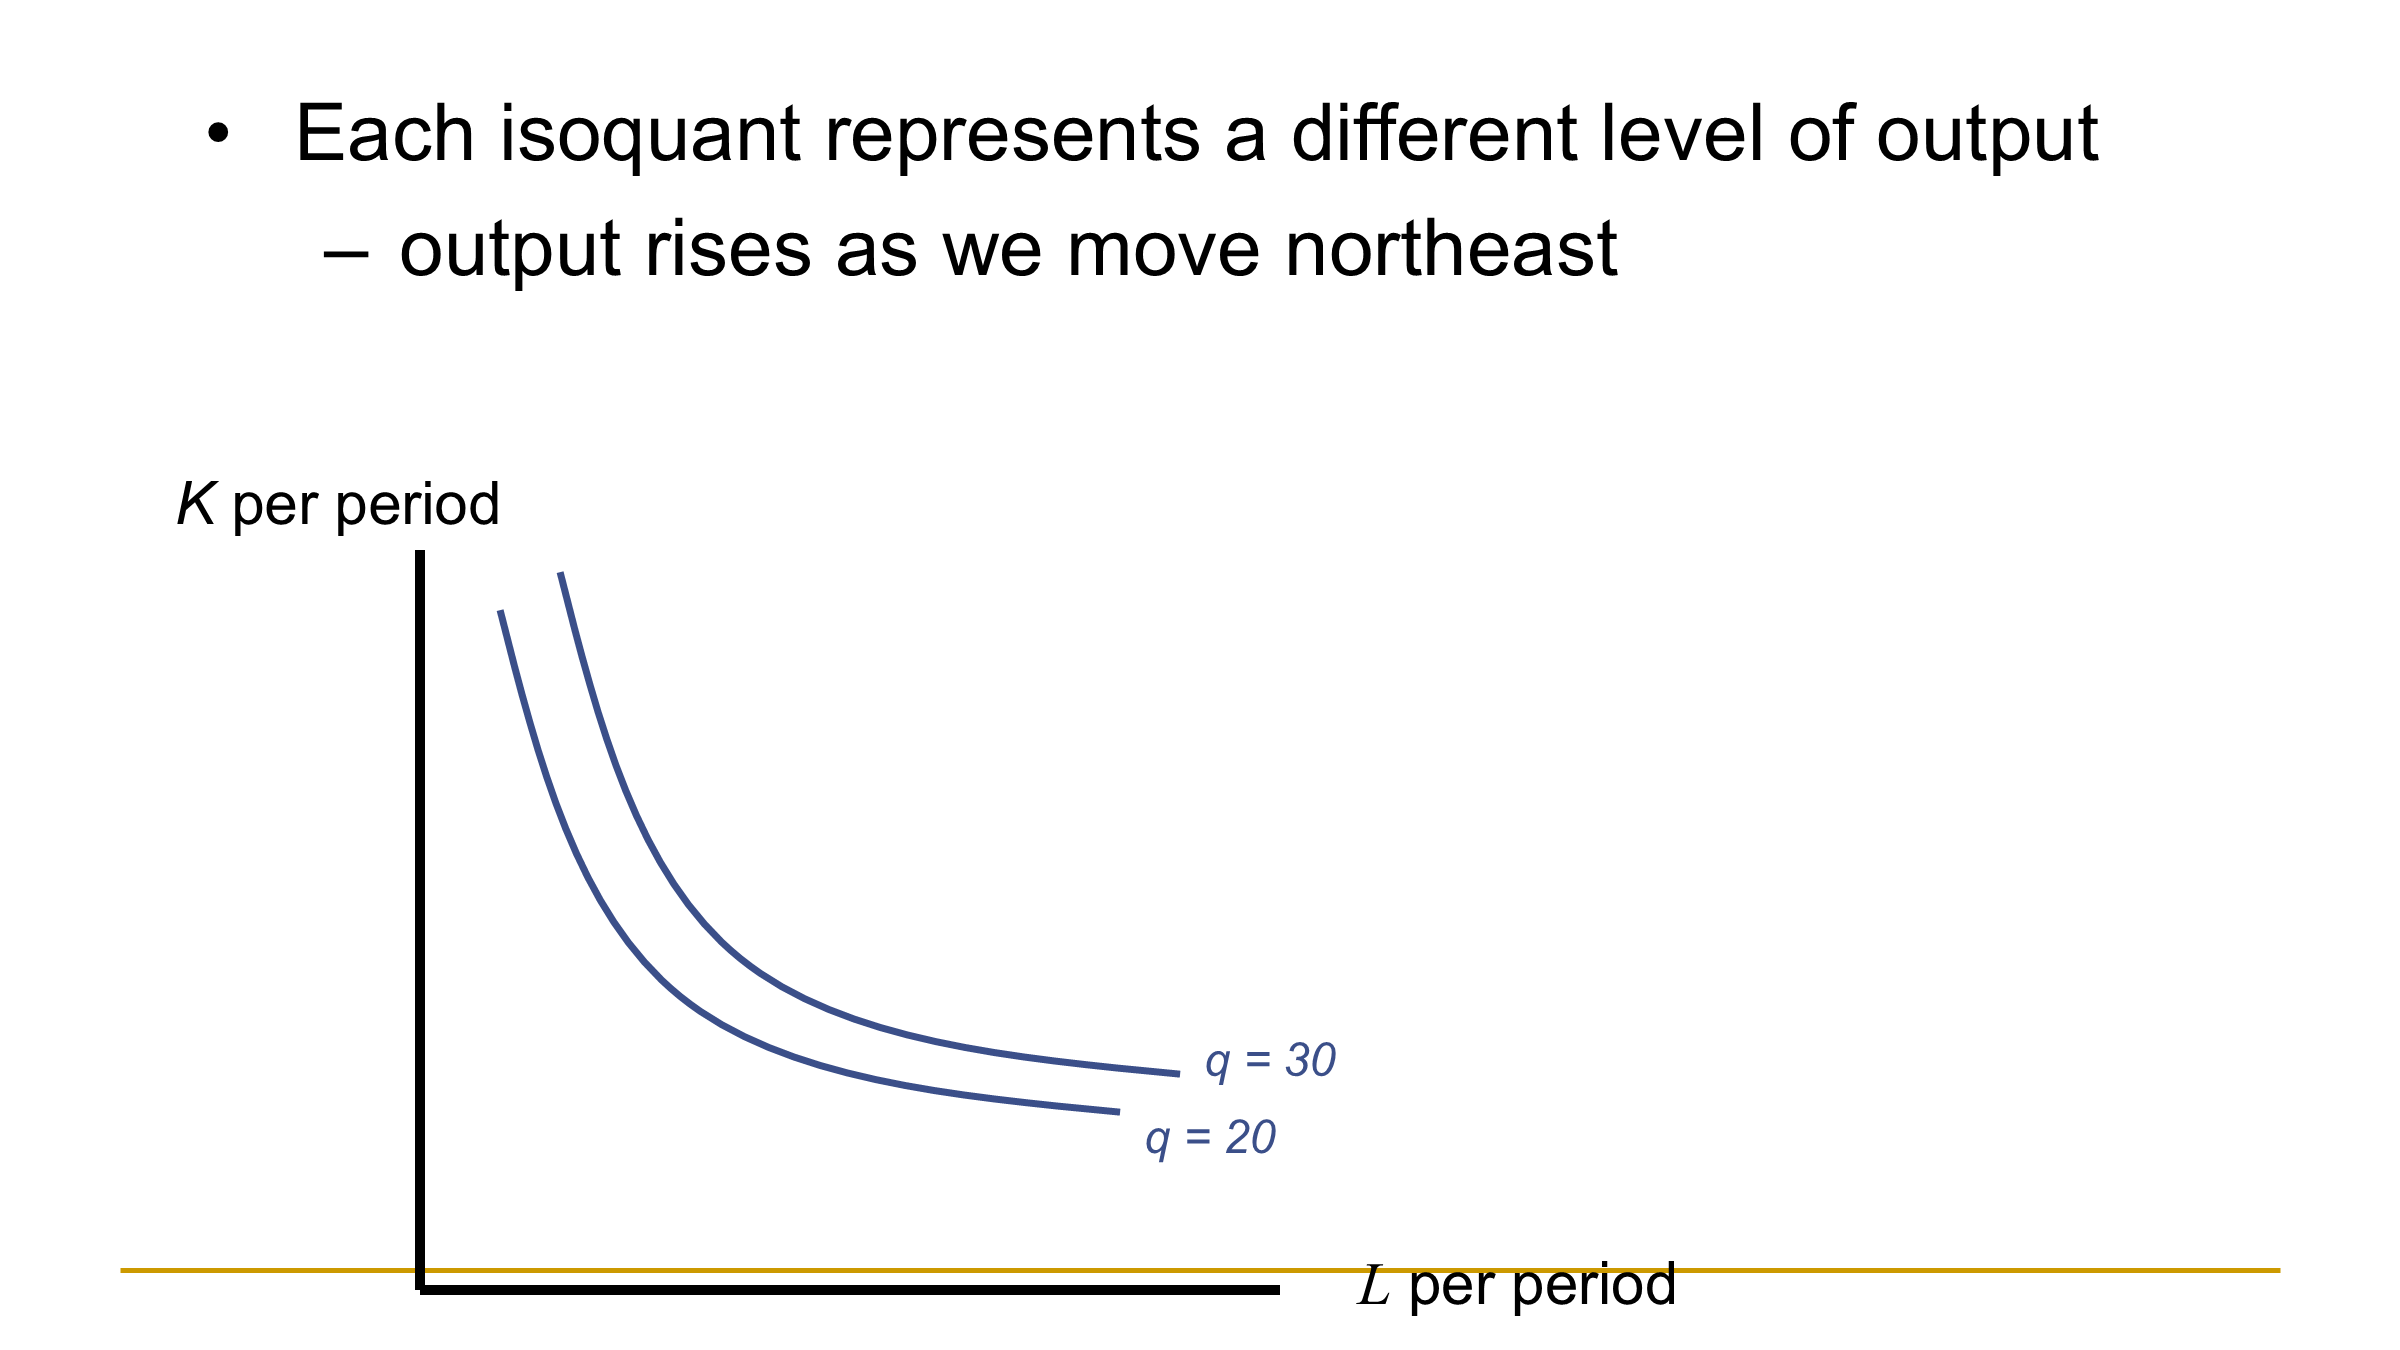 • Each isoquant represents a different level of output
– output rises as we move northeast
K per period
q = 30
q = 20
L per period